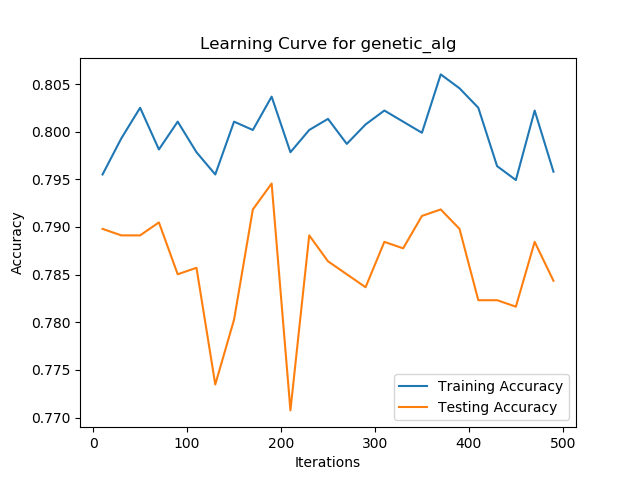 Learning Curve for genetic_alg
0.805
0.800
0.795
0.790
0.785
0.780
0.775
0.770
Accuracy
Training Accuracy
Testing Accuracy
0 100 200 300 400 500
Iterations